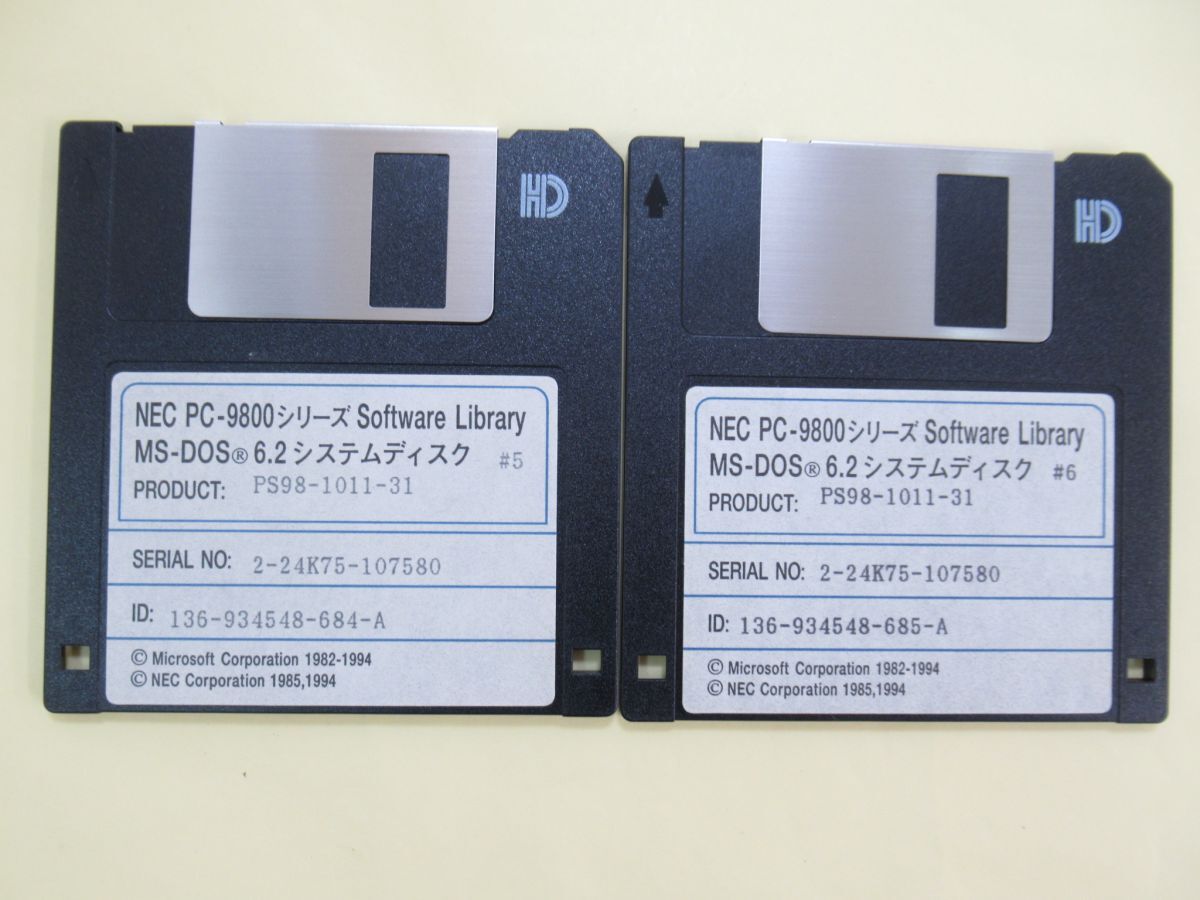 HD
NEC PC-9800シリーズ Software Library
MS-DOS® 6.2 システムディスク #5
PRODUCT: PS98-1011-31
SERIAL NO: 2-24K75-107580
ID: 136-934548-684-A
© Microsoft Corporation 1982-1994
© NEC Corporation 1985,1994
HD
NEC PC-9800シリーズ Software Library
MS-DOS® 6.2 システムディスク #6
PRODUCT: PS98-1011-31
SERIAL NO: 2-24K75-107580
ID: 136-934548-685-A
© Microsoft Corporation 1982-1994
© NEC Corporation 1985,1994